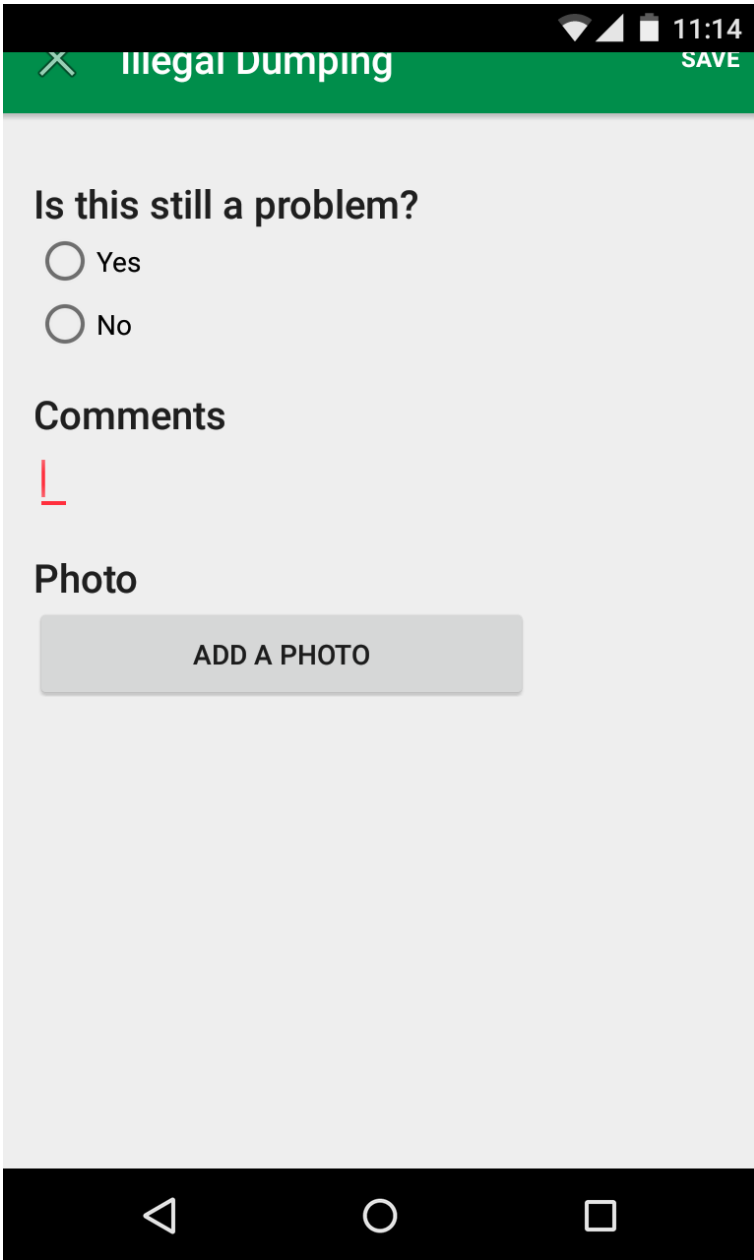 11:14
Illegal Dumping
SAVE
Is this still a problem?
Yes
No
Comments
Photo
ADD A PHOTO